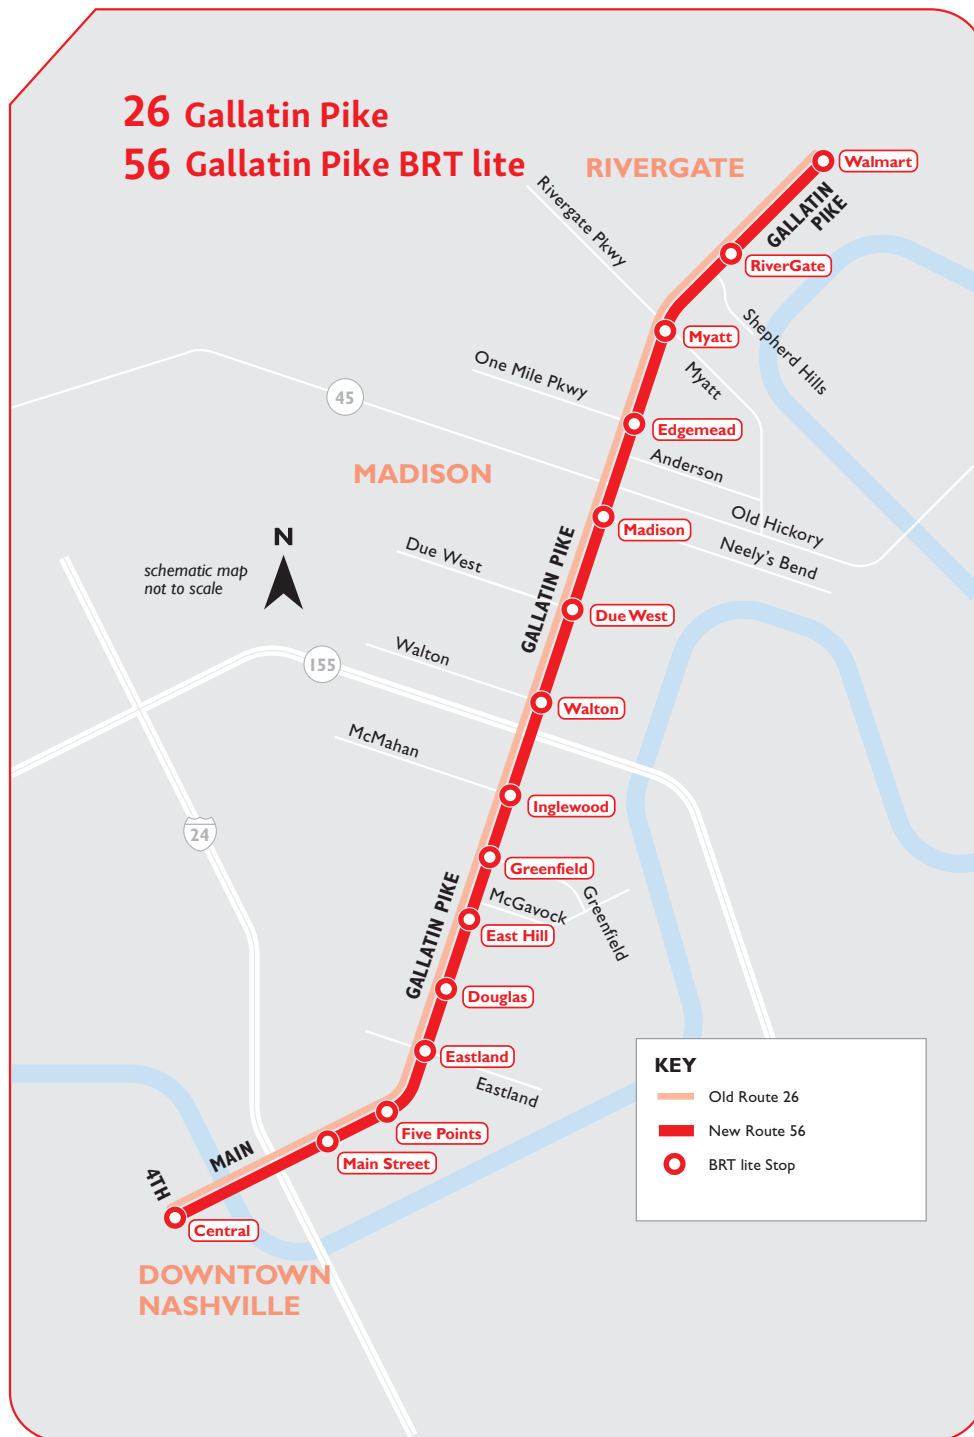 26 Gallatin Pike
56 Gallatin Pike BRT lite
RIVERGATE
Walmart
GALLATIN
PIKE
Rivergate Pkwy
RiverGate
Shepherd Hills
Myatt
Myatt
One Mile Pkwy
45
Edgemead
Anderson
MADISON
Old Hickory
Madison
Neely's Bend
N
schematic map
not to scale
Due West
GALLATIN PIKE
Due West
Walton
155
Walton
McMahan
Inglewood
24
Greenfield
GALLATIN PIKE
McGavock
Greenfield
East Hill
Douglas
Eastland
Eastland
KEY
Old Route 26
New Route 56
BRT lite Stop
Five Points
MAIN
Main Street
4TH
Central
DOWNTOWN
NASHVILLE